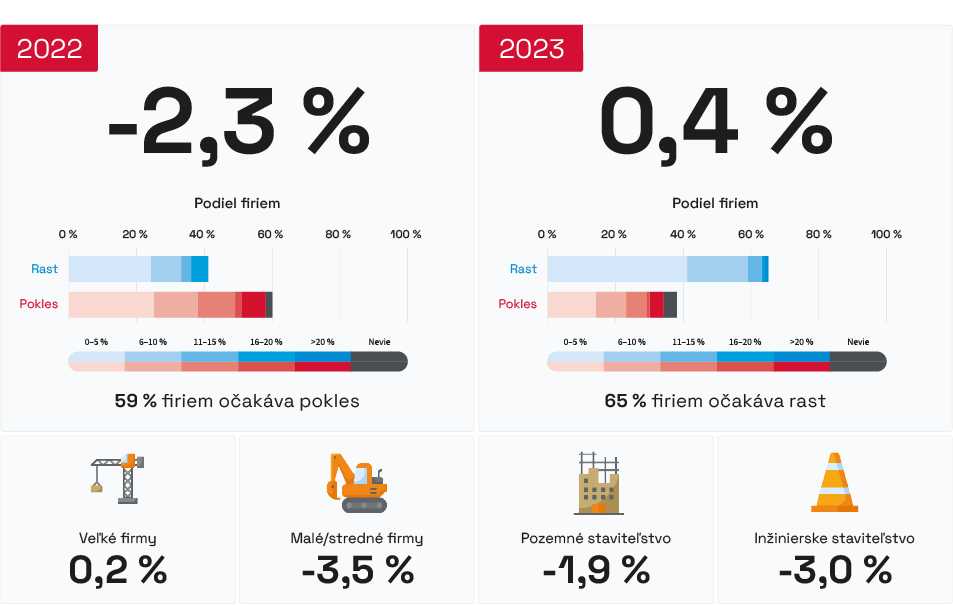 2022
-2,3 %
Podiel firiem
0 % 20 % 40 % 60 % 80 % 100 %
Rast
Pokles
0–5 % 6–10 % 11–15 % 16–20 % >20 % Nevie
59 % firiem očakáva pokles
2023
0,4 %
Podiel firiem
0 % 20 % 40 % 60 % 80 % 100 %
Rast
Pokles
0–5 % 6–10 % 11–15 % 16–20 % >20 % Nevie
65 % firiem očakáva rast
Veľké firmy
0,2 %
Malé/stredné firmy
-3,5 %
Pozemné staviteľstvo
-1,9 %
Inžinierske staviteľstvo
-3,0 %